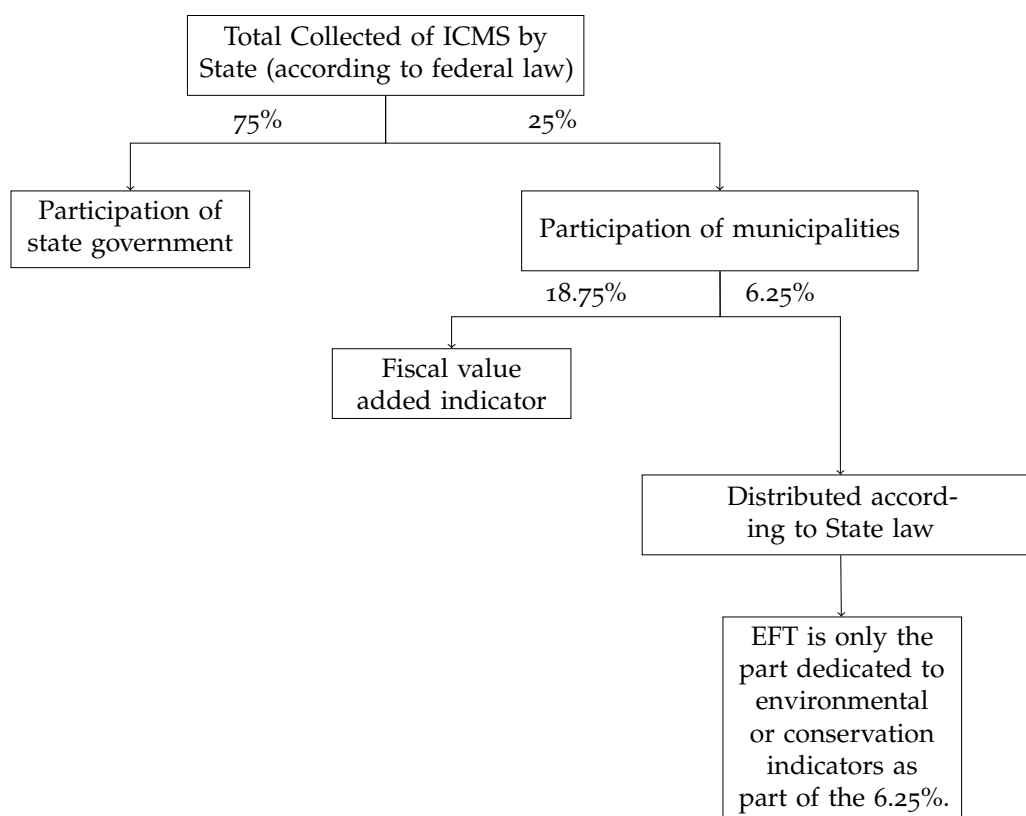 Total Collected of ICMS by
State (according to federal law)
75%
25%
Participation of
state government
Participation of municipalities
18.75%
6.25%
Fiscal value
added indicator
Distributed accord-
ing to State law
EFT is only the
part dedicated to
environmental
or conservation
indicators as
part of the 6.25%.